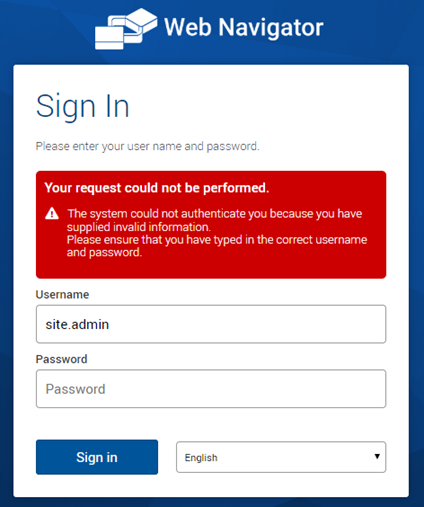 Web Navigator
Sign In
Please enter your user name and password.
Your request could not be performed.
The system could not authenticate you because you have
supplied invalid information.
Please ensure that you have typed in the correct username
and password.
Username
site.admin
Password
Password
Sign in
English